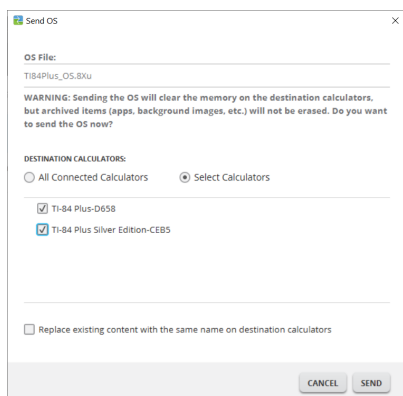 Send OS
OS File:
TI84Plus_OS.8Xu
WARNING: Sending the OS will clear the memory on the destination calculators,
but archived items (apps, background images, etc.) will not be erased. Do you want
to send the OS now?
DESTINATION CALCULATORS:
All Connected Calculators
Select Calculators
TI-84 Plus-D658
TI-84 Plus Silver Edition-CEB5
Replace existing content with the same name on destination calculators
CANCEL
SEND